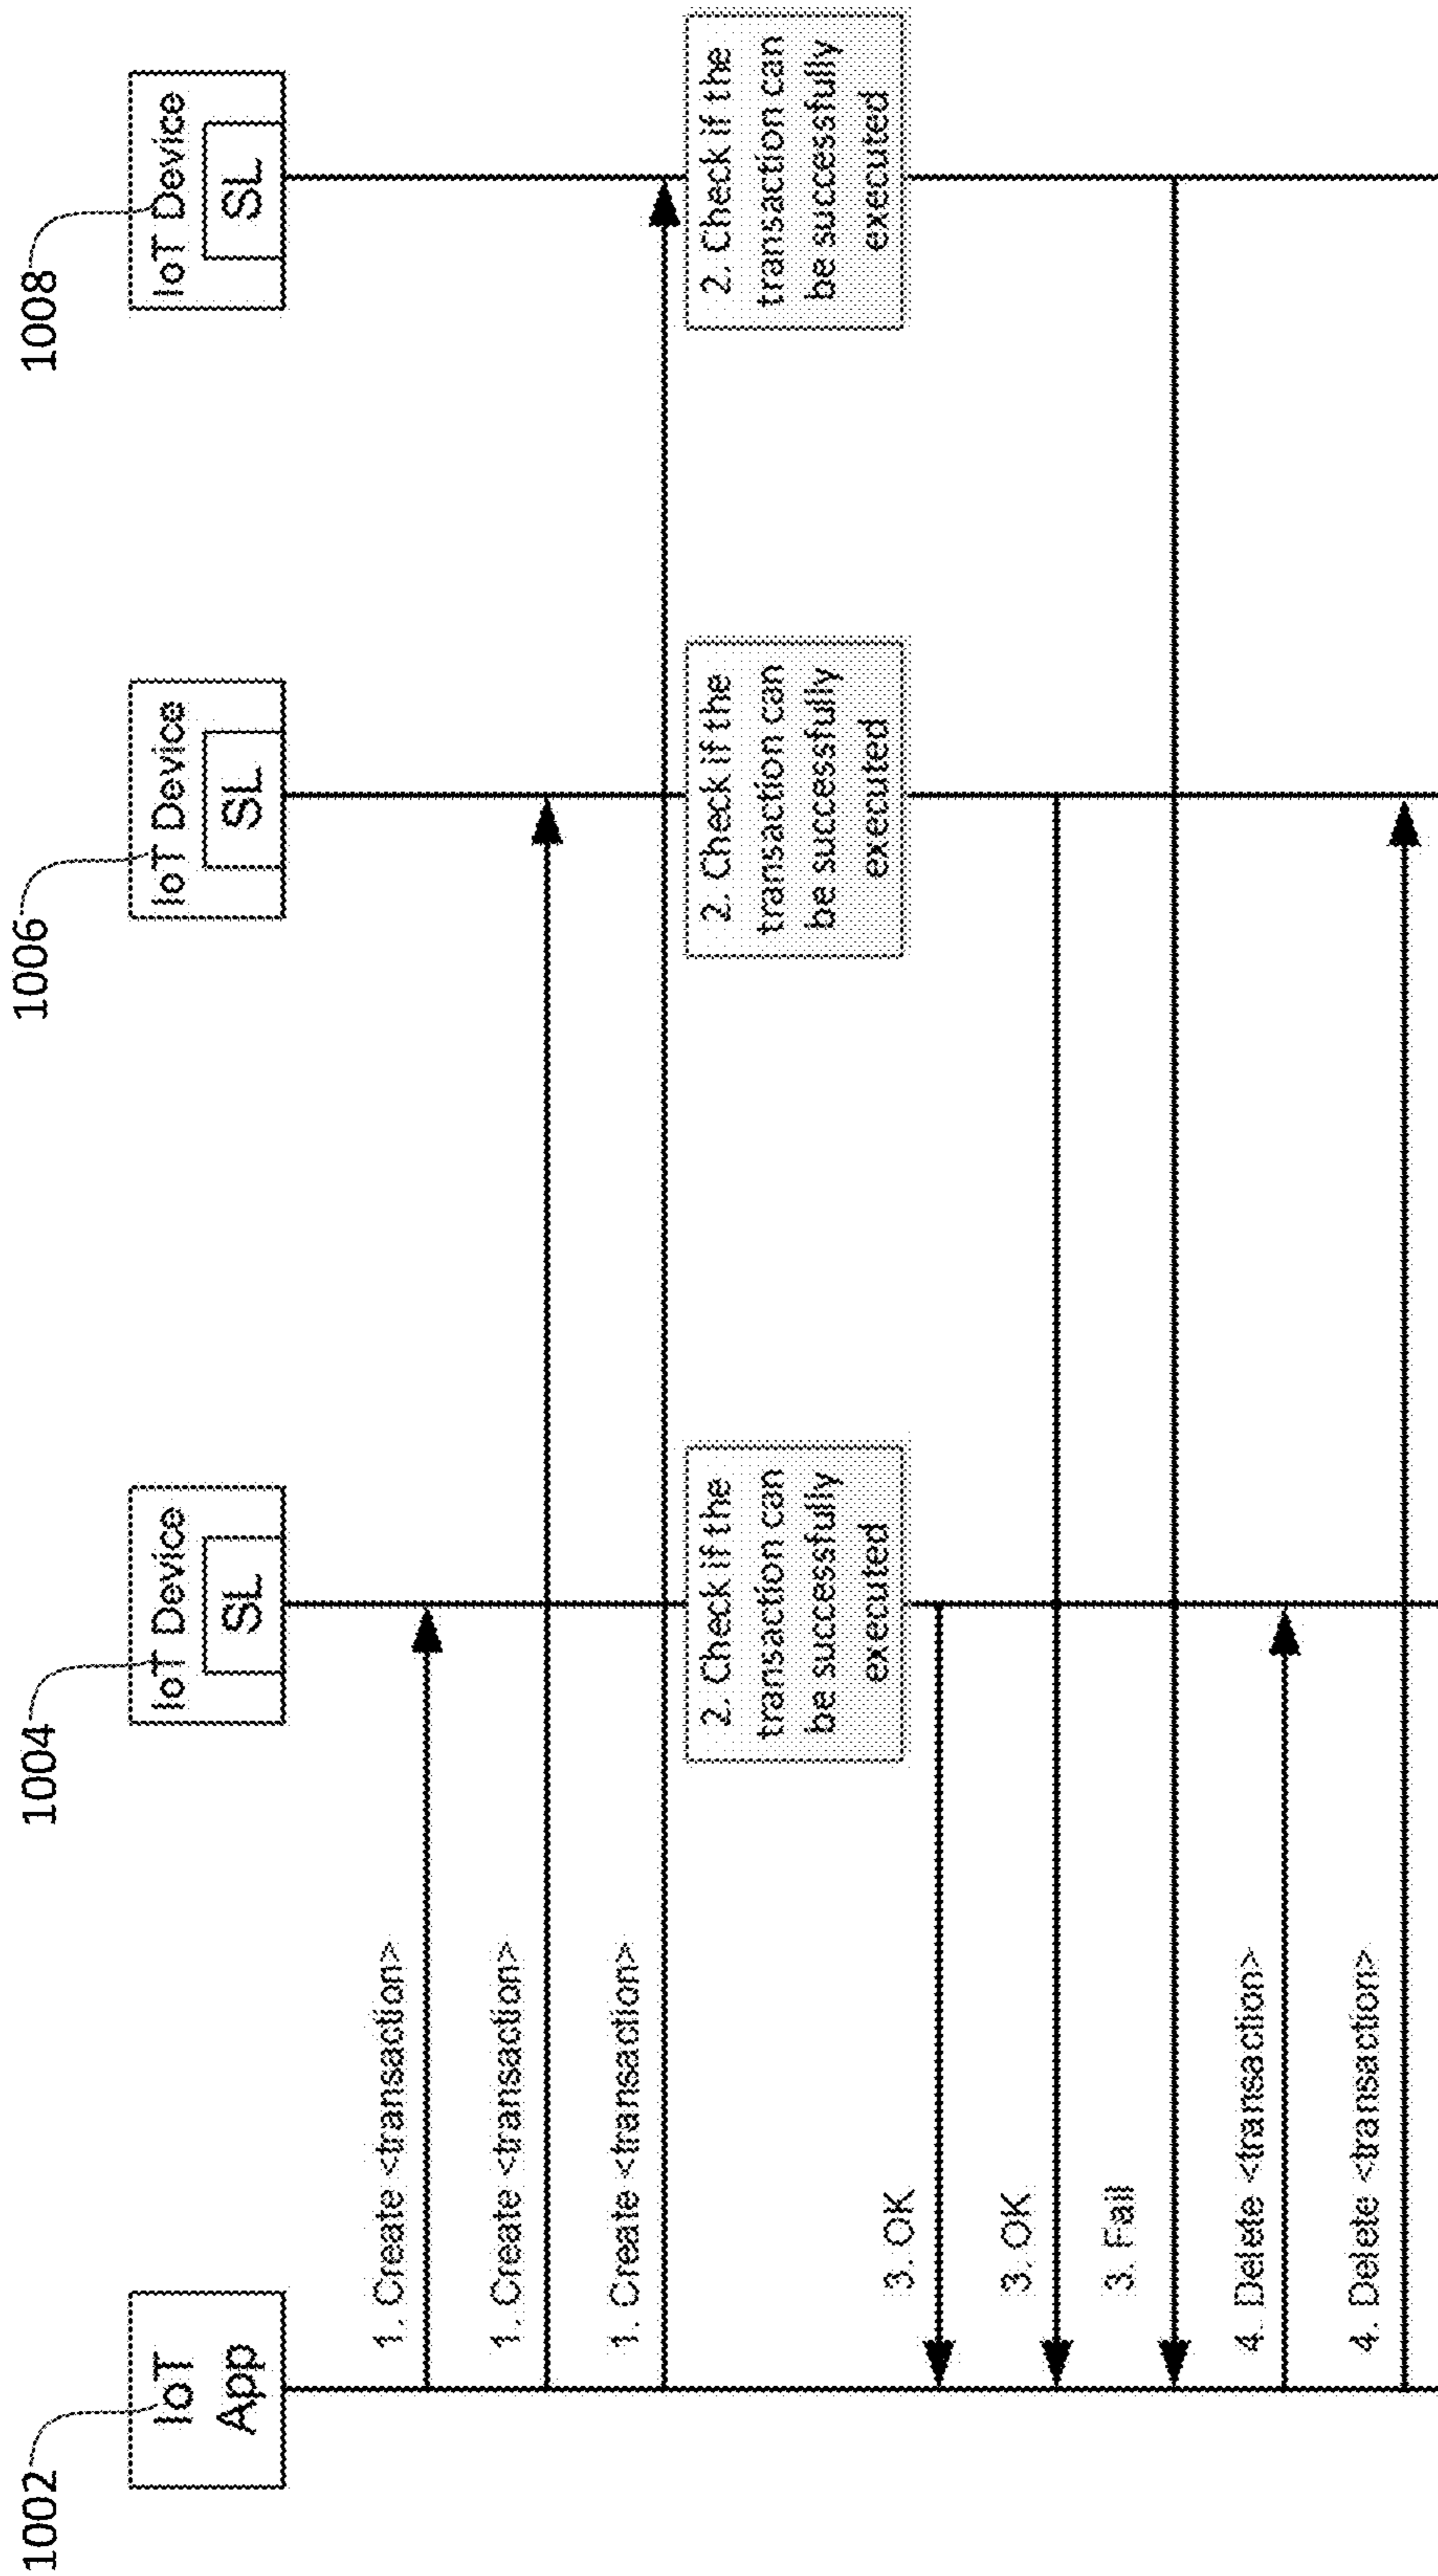 1002
1004
1006
1008
IoT
App
IoT Device
SL
IoT Device
SL
IoT Device
SL
1. Create <transaction>
1. Create <transaction>
1. Create <transaction>
2. Check if the
transaction can
be successfully
executed
2. Check if the
transaction can
be successfully
executed
2. Check if the
transaction can
be successfully
executed
3. OK
3. OK
3. Fail
4. Delete <transaction>
4. Delete <transaction>